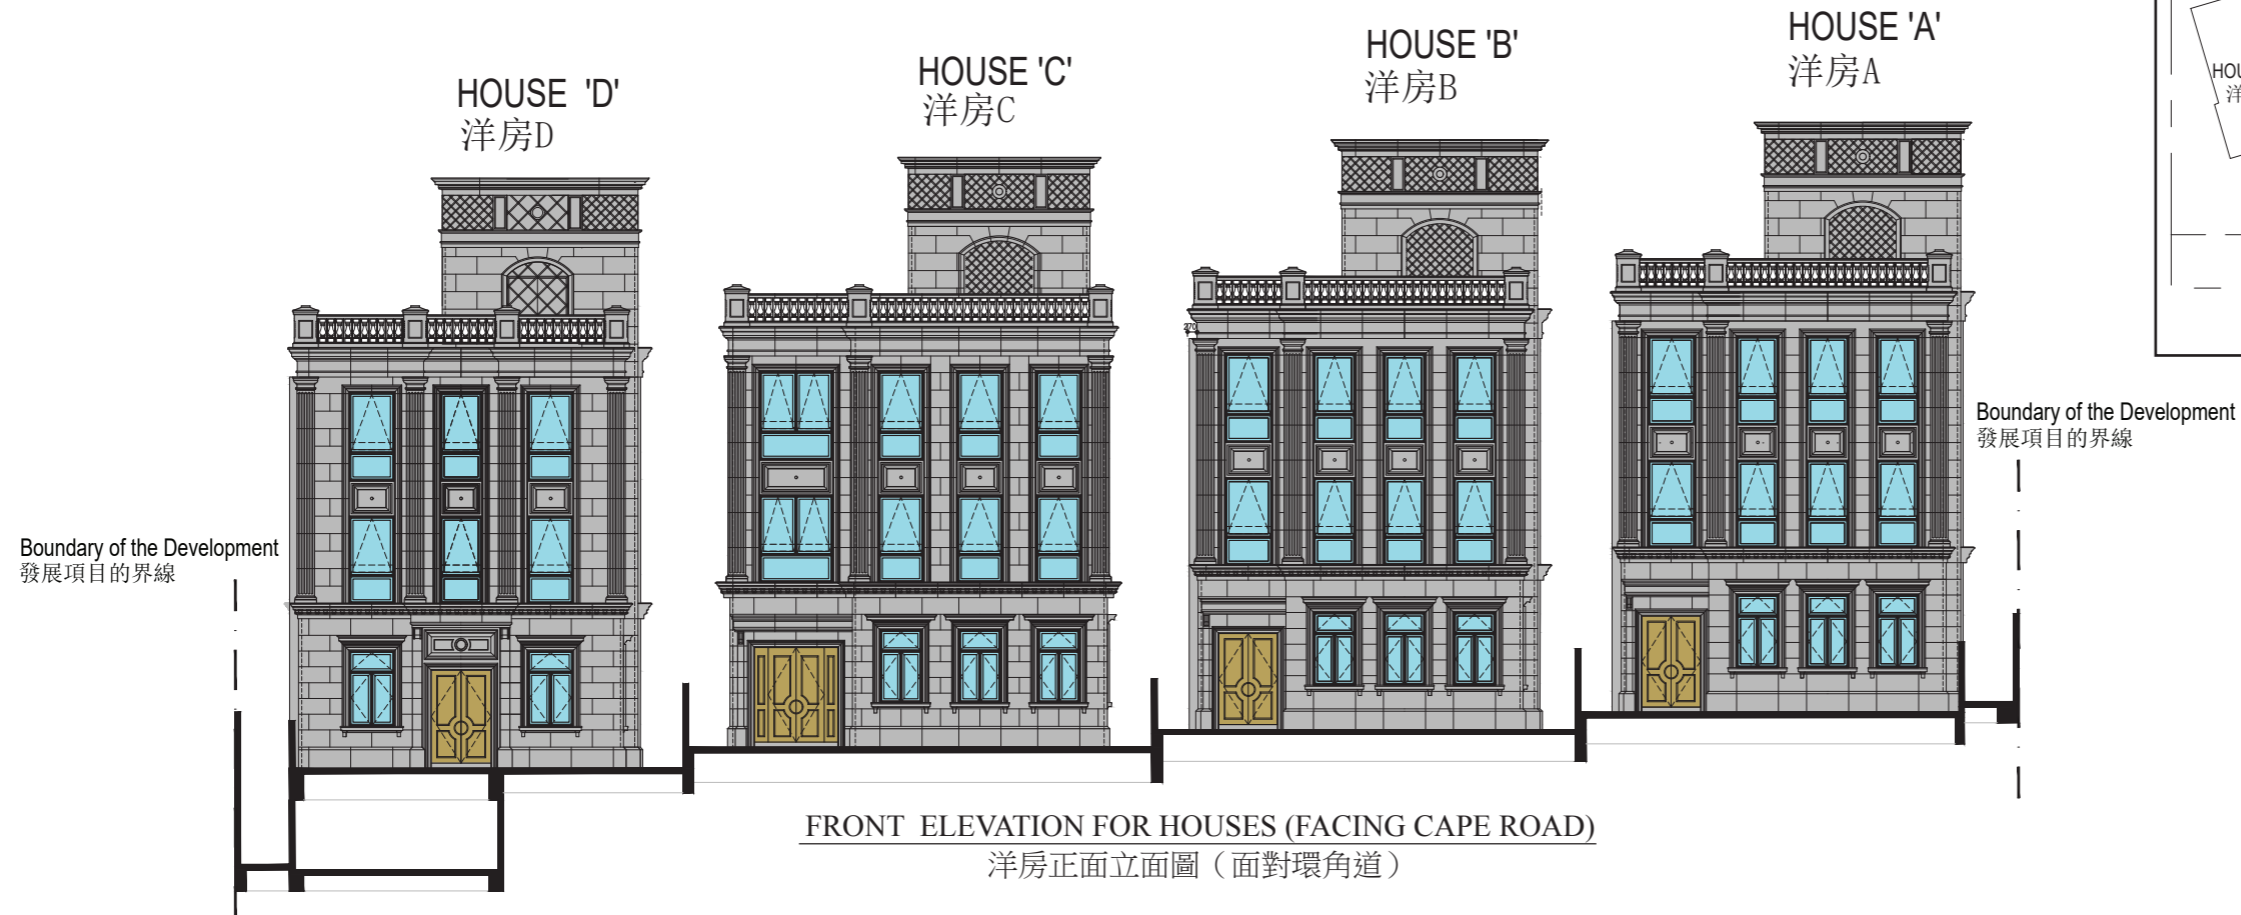 HOUSE 'D'
洋房D
HOUSE 'C'
洋房C
HOUSE 'B'
洋房B
HOUSE 'A'
洋房A
Boundary of the Development
發展項目的界線
270
Boundary of the Development
發展項目的界線
FRONT ELEVATION FOR HOUSES (FACING CAPE ROAD)
洋房正面立面圖（面對環角道）